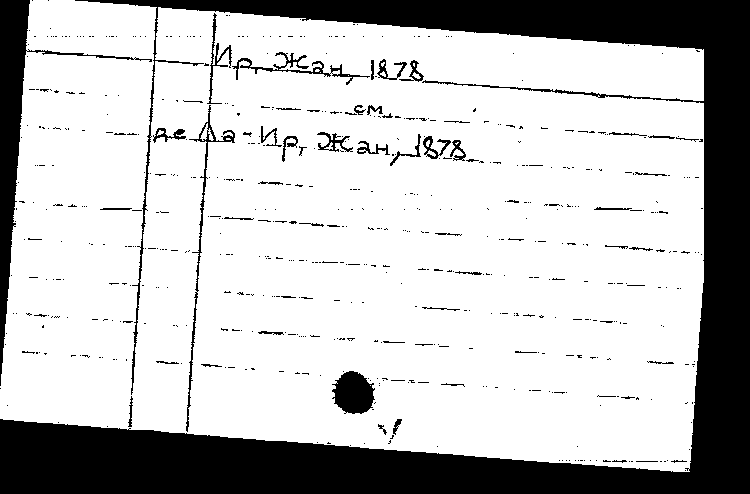 Ир, Жан, 1878
см.
де Ла-Ир, Жан, 1878